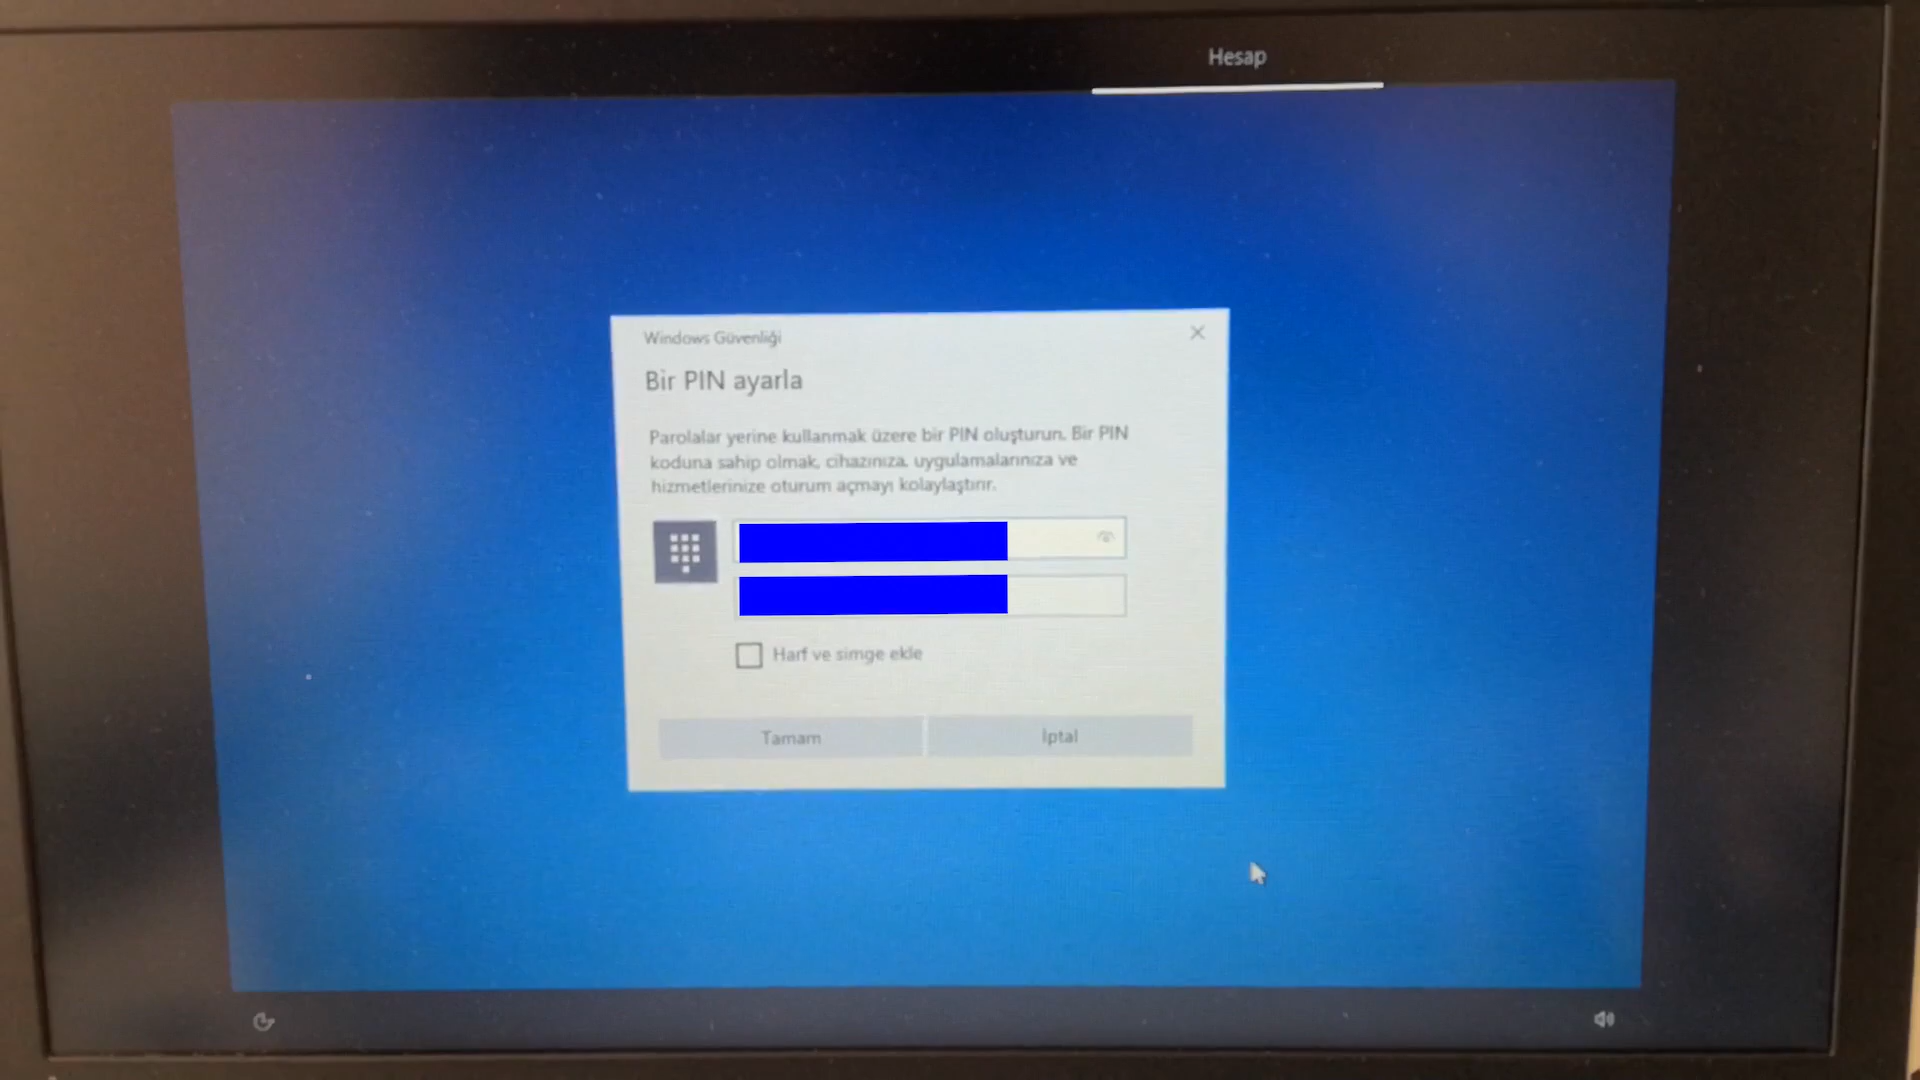 Hesap
Windows Güvenliği
Bir PIN ayarla
Parolalar yerine kullanmak üzere bir PIN oluşturun. Bir PIN
koduna sahip olmak, cihazınıza, uygulamalarınıza ve
hizmetlerinize oturum açmayı kolaylaştırır.
Harf ve simge ekle
Tamam
İptal